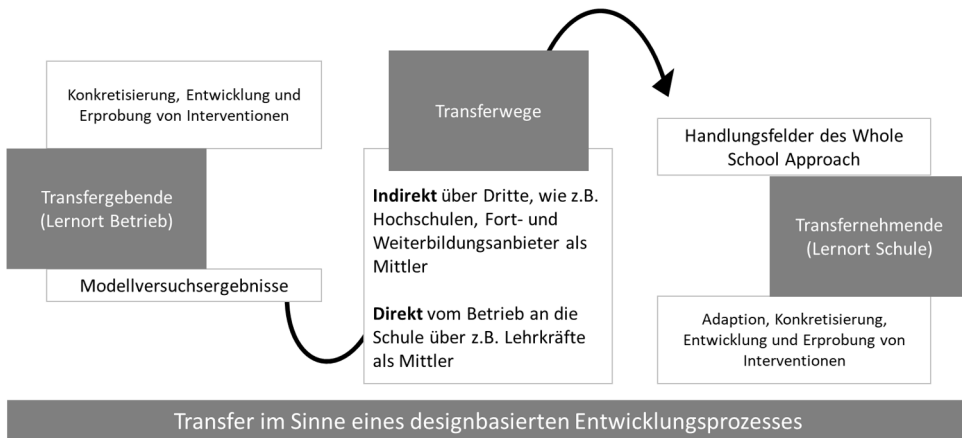 Konkretisierung, Entwicklung und
Erprobung von Interventionen
Transfergebende
(Lernort Betrieb)
Modellversuchsergebnisse
Transferwege
Indirekt über Dritte, wie z.B.
Hochschulen, Fort- und
Weiterbildungsanbieter als
Mittler
Direkt vom Betrieb an die
Schule über z.B. Lehrkräfte
als Mittler
Handlungsfelder des Whole
School Approach
Transfernehmende
(Lernort Schule)
Adaption, Konkretisierung,
Entwicklung und Erprobung von
Interventionen
Transfer im Sinne eines designbasierten Entwicklungsprozesses